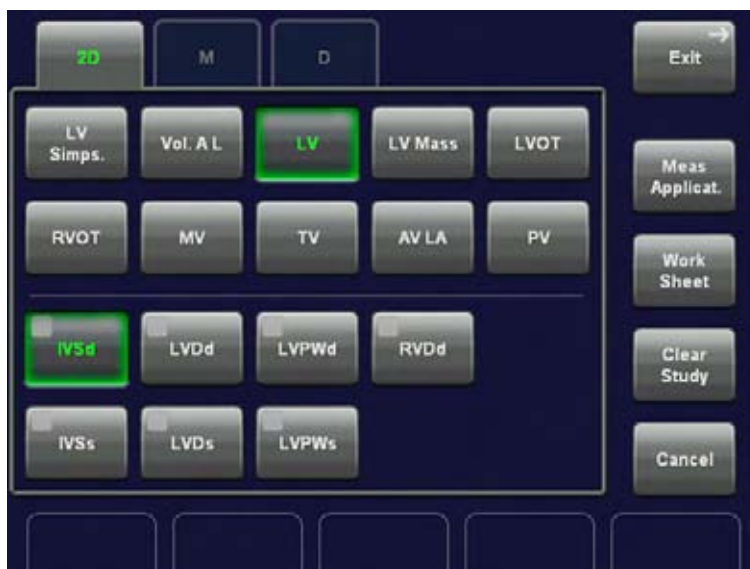 2D M D Exit
LV
Simps.
Vol. A L
LV
LV Mass
LVOT
Meas
Applicat.
RVOT
MV
TV
AV LA
PV
Work
Sheet
IVSd
LVDd
LVPWd
RVDd
Clear
Study
IVSs
LVDs
LVPWs
Cancel